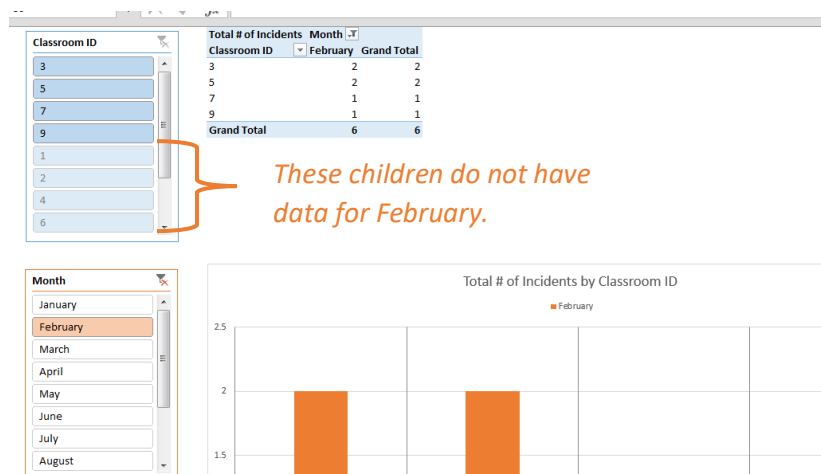 Classroom ID
3
5
7
9
1
2
4
6
Total # of Incidents Month
Classroom ID February Grand Total
3 2 2
5 2 2
7 1 1
9 1 1
Grand Total 6 6
These children do not have
data for February.
Month
January
February
March
April
May
June
July
August
Total # of Incidents by Classroom ID
February
2.5
2
1.5